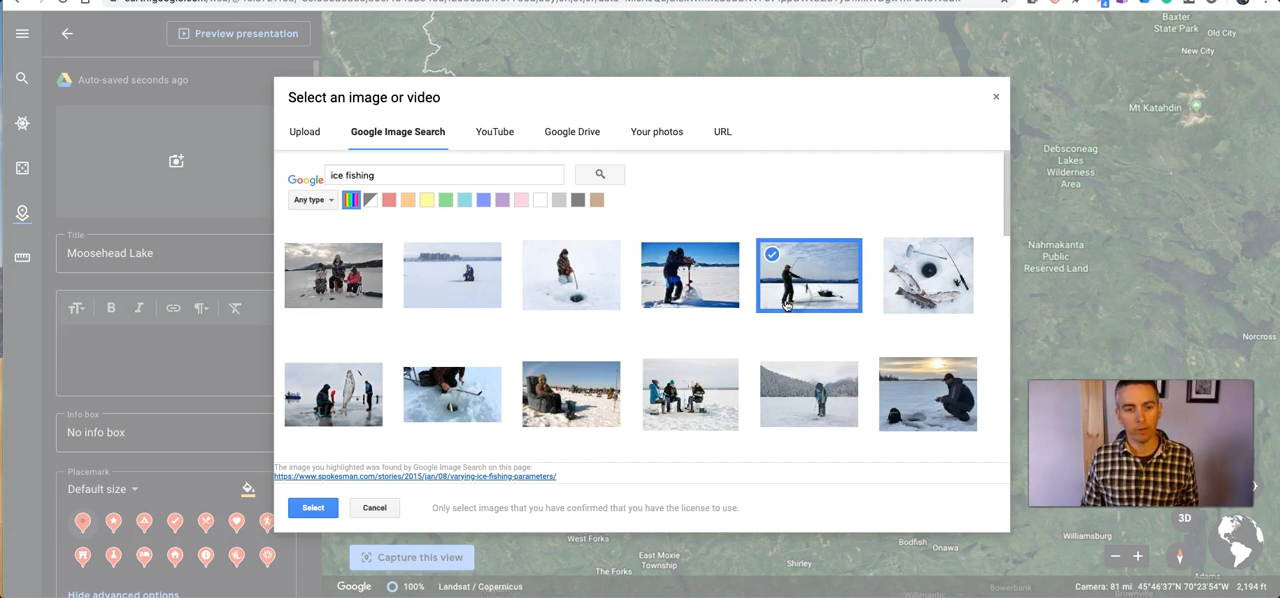 Preview presentation
Auto-saved seconds ago
Title
Moosehead Lake
Info box
No info box
Placemark
Default size
Hide advanced options
Select an image or video
Upload
Google Image Search
YouTube
Google Drive
Your photos
URL
Google
ice fishing
Any type
The image you highlighted was found by Google Image Search on this page:
https://www.spokesman.com/stories/2015/jan/08/varying-ice-fishing-parameters/
Select
Cancel
Only select images that you have confirmed that you have the license to use.
Capture this view
Baxter
State Park
Old City
New City
Mt Katahdin
Debsconeag
Lakes
Wilderness
Area
Nahmakanta
Public
Reserved Land
Norcross
3D
Williamsburg
West Forks
East Moxie
Township
The Forks
Shirley
Bodfish
Onawa
Adams
Bowerbank
Willimantic
Brownville
Google
100%
Landsat / Copernicus
Camera: 81 mi 45°46'37"N 70°23'54"W 2,194 ft